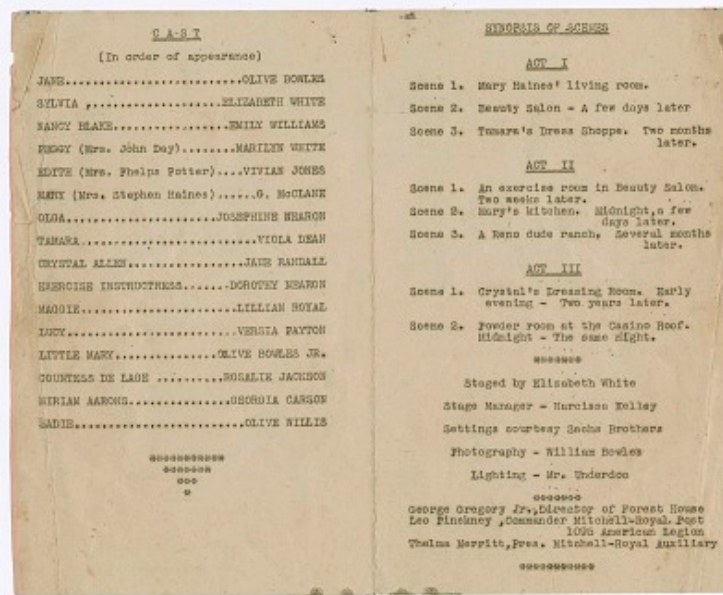 C A S T
(In order of appearance)
JANE..............................OLIVE BOWLES
SYLVIA ,.......................ELIZABETH WHITE
NANCY BLAKE...................EMILY WILLIAMS
PEGGY (Mrs. John Day)........MARILYN WHITE
EDITH (Mrs. Phelps Potter)....VIVIAN JONES
MARY (Mrs. Stephen Haines).....G. McCLANE
OLGA.......................JOSEPHINE MEARON
TAMARA............................VIOLA DEAN
CRYSTAL ALLEN...................JANE RANDALL
EXERCISE INSTRUCTRESS.......DOROTHY MEARON
MAGGIE........................LILLIAN ROYAL
LUCY............................VERSIA PAYTON
LITTLE MARY................OLIVE BOWLES JR.
COUNTESS DE LAGE ..........ROSALIE JACKSON
MIRIAM AARONS................GEORGIA CARSON
SADIE............................OLIVE WILLIS
SYNOPSIS OF SCENES
ACT I
Scene 1. Mary Haines' living room.
Scene 2. Beauty Salon - A few days later
Scene 3. Tamara's Dress Shoppe. Two months
later.
ACT II
Scene 1. An exercise room in Beauty Salon.
Two weeks later.
Scene 2. Mary's kitchen. Midnight,a few
days later.
Scene 3. A Reno dude ranch. Several months
later.
ACT III
Scene 1. Crystal's Dressing Room. Early
evening - Two years later.
Scene 2. Powder room at the Casino Roof.
Midnight - The same night.
Staged by Elizabeth White
Stage Manager - Narcissa Kelley
Settings courtesy Sachs Brothers
Photography - William Bowles
Lighting - Mr. Underdoo
George Gregory Jr.,Director of Forest House
Leo Pinckney ,Commander Mitchell-Royal Post
1095 American Legion
Thelma Merritt,Pres. Mitchell-Royal Auxiliary